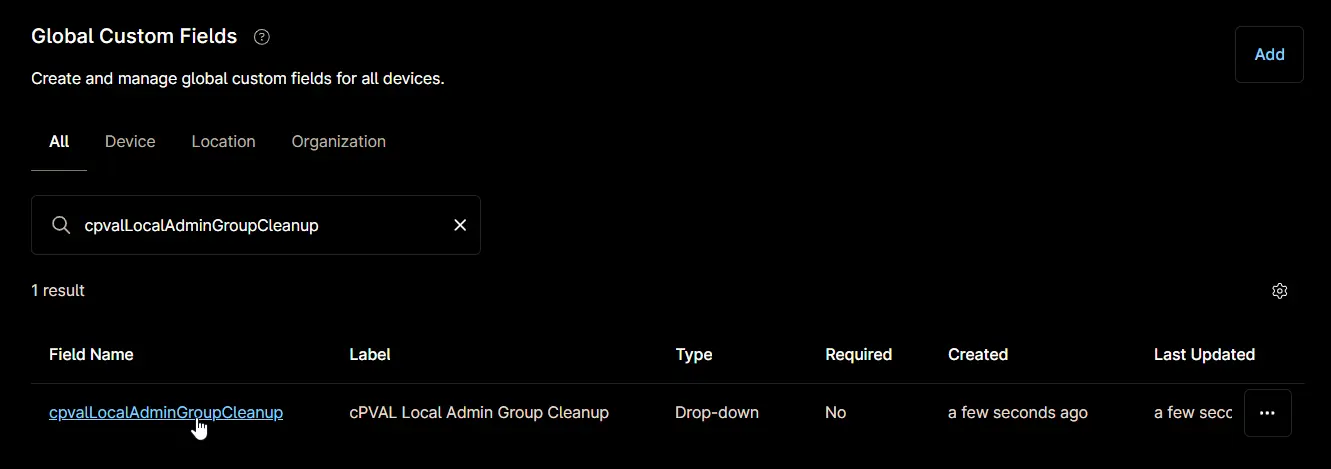 Global Custom Fields ?
Add
Create and manage global custom fields for all devices.
All Device Location Organization
cpvalLocalAdminGroupCleanup
1 result
Field Name Label Type Required Created Last Updated
cpvalLocalAdminGroupCleanup cPVAL Local Admin Group Cleanup Drop-down No a few seconds ago a few sec